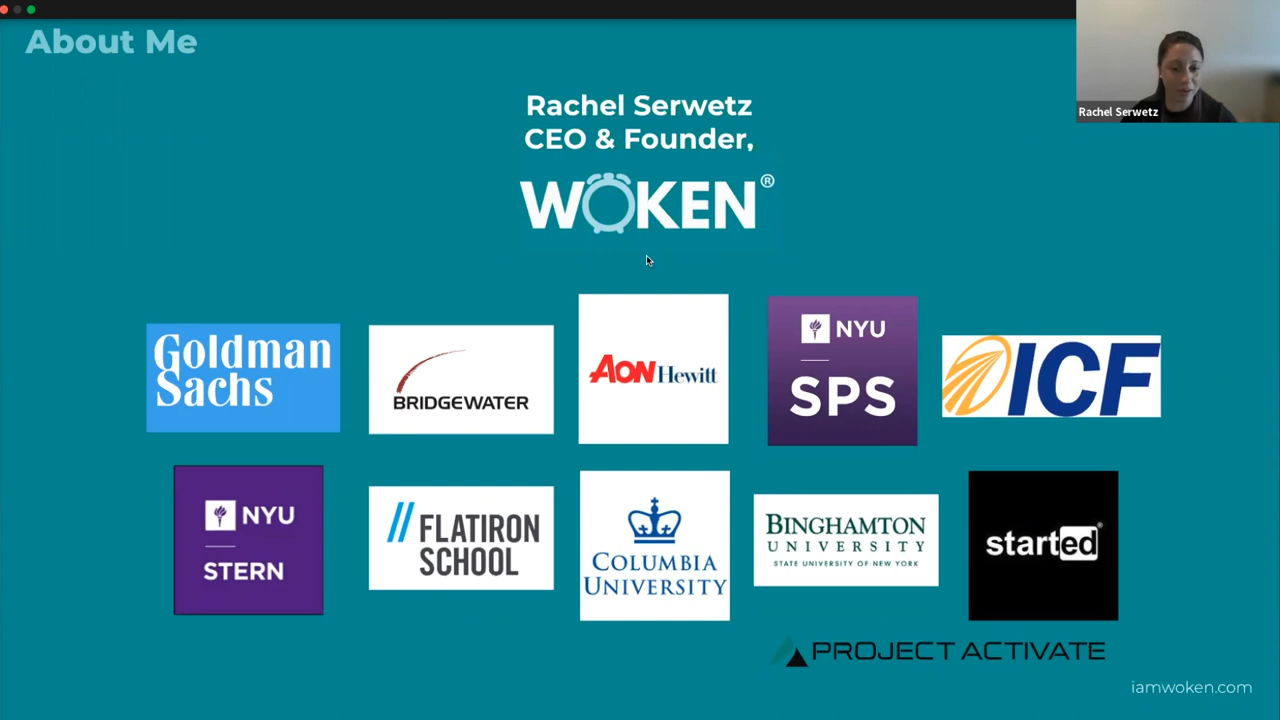 About Me
Rachel Serwetz
CEO & Founder,
WOKEN®
Rachel Serwetz
Goldman
Sachs
BRIDGEWATER
AON Hewitt
NYU
SPS
ICF
NYU
STERN
FLATIRON
SCHOOL
COLUMBIA
UNIVERSITY
BINGHAMTON
UNIVERSITY
STATE UNIVERSITY OF NEW YORK
started®
PROJECT ACTIVATE
iamwoken.com